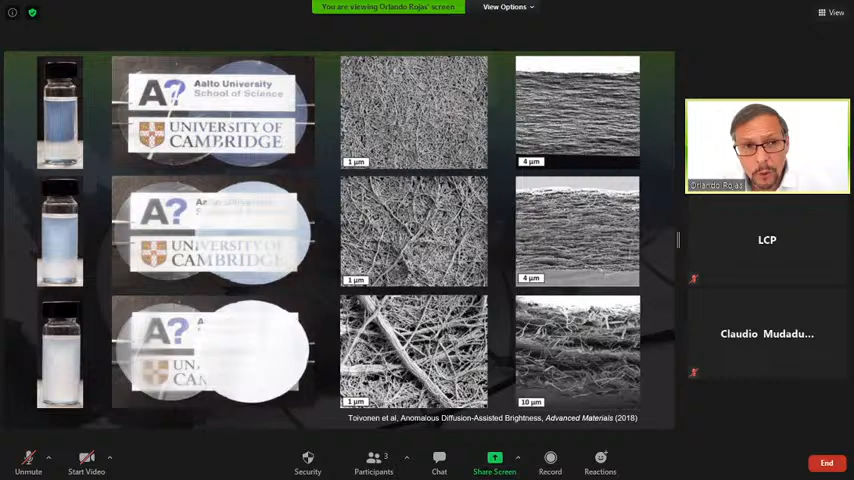 You are viewing Orlando Rojas' screen
View Options
View
A?
Aalto University
School of Science
UNIVERSITY OF
CAMBRIDGE
1 µm
4 µm
A?
UNIVERSITY OF
CAMBRIDGE
1 µm
4 µm
A?
1 µm
10 µm
Toivonen et al, Anomalous Diffusion-Assisted Brightness, Advanced Materials (2018)
Orlando Rojas
LCP
Claudio Mudadu...
Unmute
Start Video
Security
3
Participants
Chat
Share Screen
Record
Reactions
End